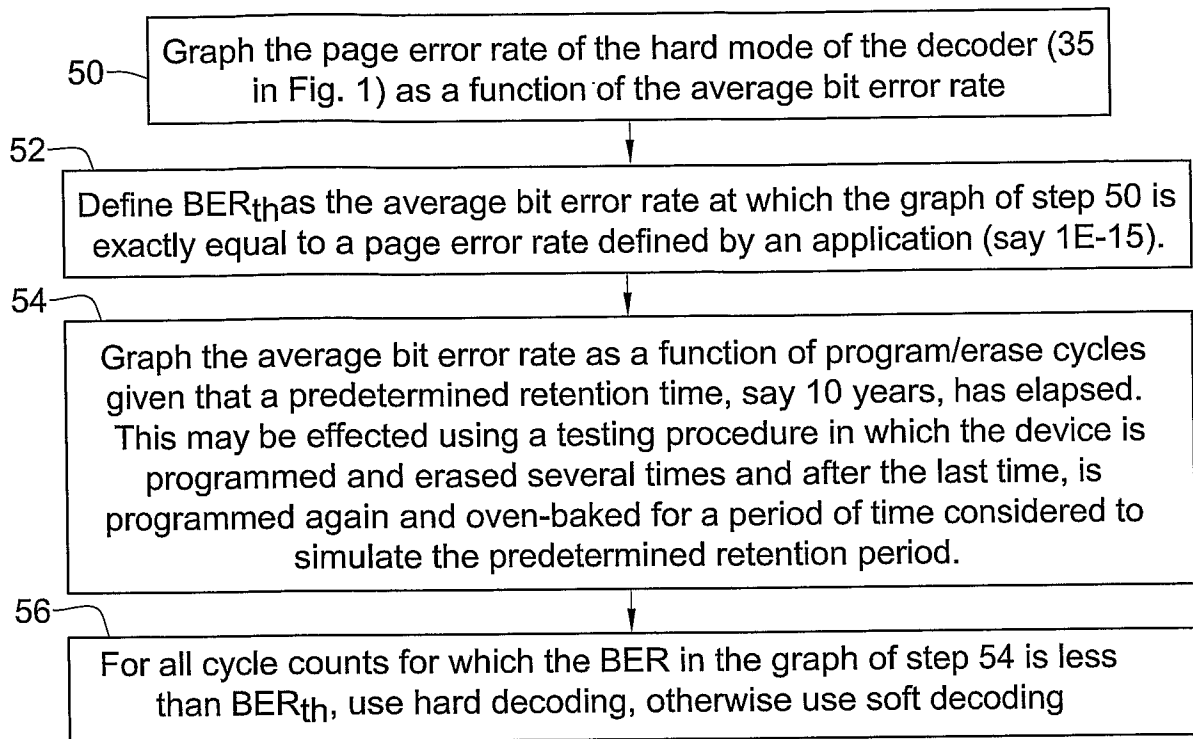 50
Graph the page error rate of the hard mode of the decoder (35
in Fig. 1) as a function of the average bit error rate
52
Define BERthas the average bit error rate at which the graph of step 50 is
exactly equal to a page error rate defined by an application (say 1E-15).
54
Graph the average bit error rate as a function of program/erase cycles
given that a predetermined retention time, say 10 years, has elapsed.
This may be effected using a testing procedure in which the device is
programmed and erased several times and after the last time, is
programmed again and oven-baked for a period of time considered to
simulate the predetermined retention period.
56
For all cycle counts for which the BER in the graph of step 54 is less
than BERth, use hard decoding, otherwise use soft decoding